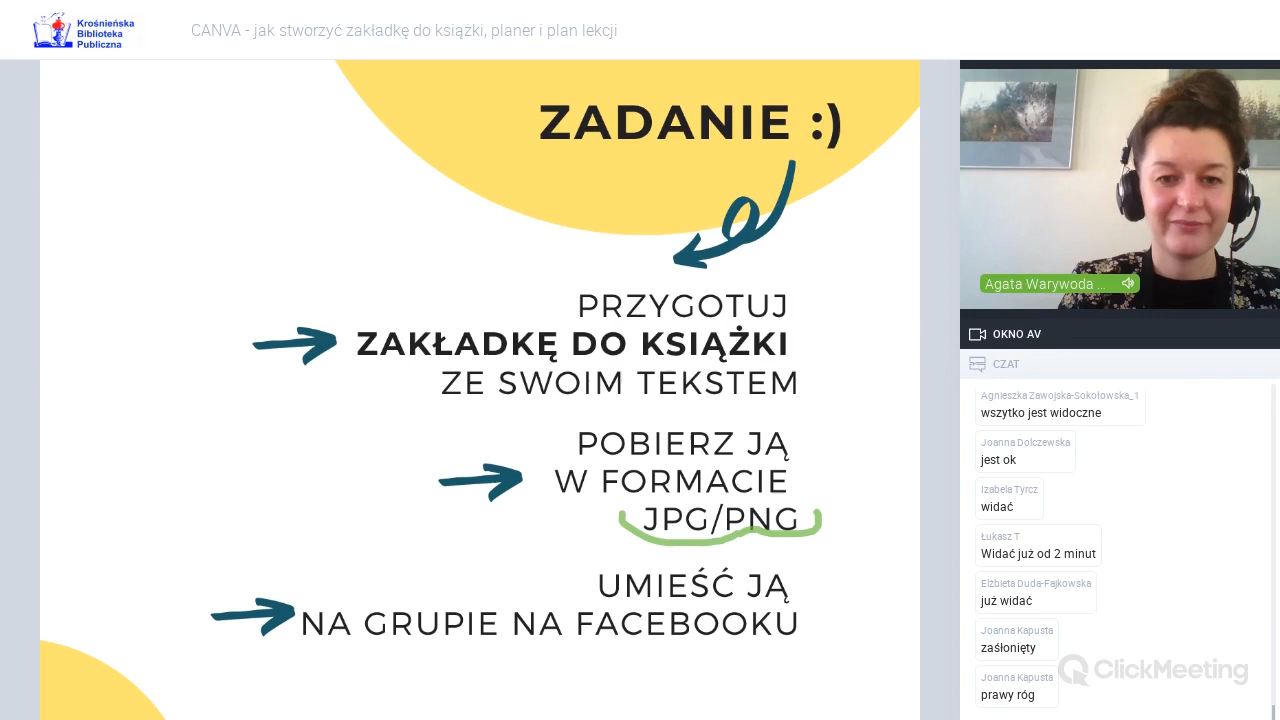 Krośnieńska
Biblioteka
Publiczna
CANVA - jak stworzyć zakładkę do książki, planer i plan lekcji
ZADANIE :)
PRZYGOTUJ
ZAKŁADKĘ DO KSIĄŻKI
ZE SWOIM TEKSTEM
POBIERZ JĄ
W FORMACIE
JPG/PNG
UMIEŚĆ JĄ
NA GRUPIE NA FACEBOOKU
Agata Warywoda ...
OKNO AV
CZAT
Agnieszka Zawojska-Sokołowska_1
wszytko jest widoczne
Joanna Dolczewska
jest ok
Izabela Tyrcz
widać
Łukasz T
Widać już od 2 minut
Elżbieta Duda-Fajkowska
już widać
Joanna Kapusta
zaśłonięty
Joanna Kapusta
prawy róg
ClickMeeting